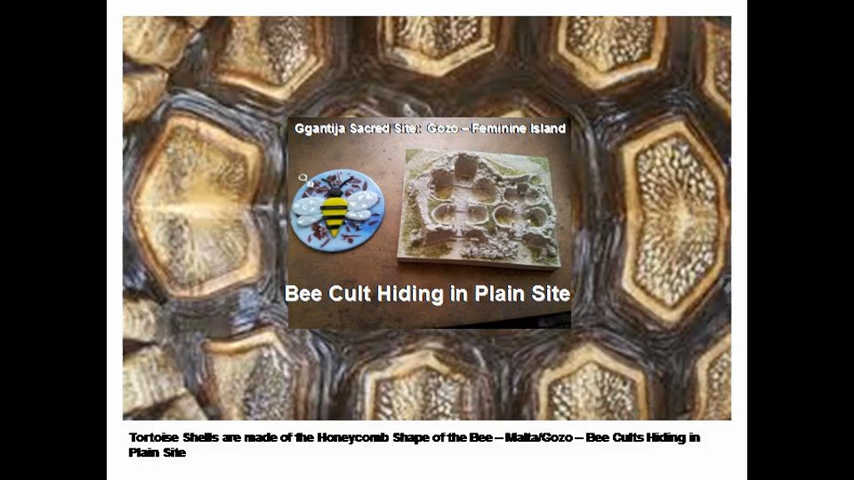 Ggantija Sacred Site: Gozo – Feminine Island
Bee Cult Hiding in Plain Site
Tortoise Shells are made of the Honeycomb Shape of the Bee – Malta/Gozo – Bee Cults Hiding in
Plain Site